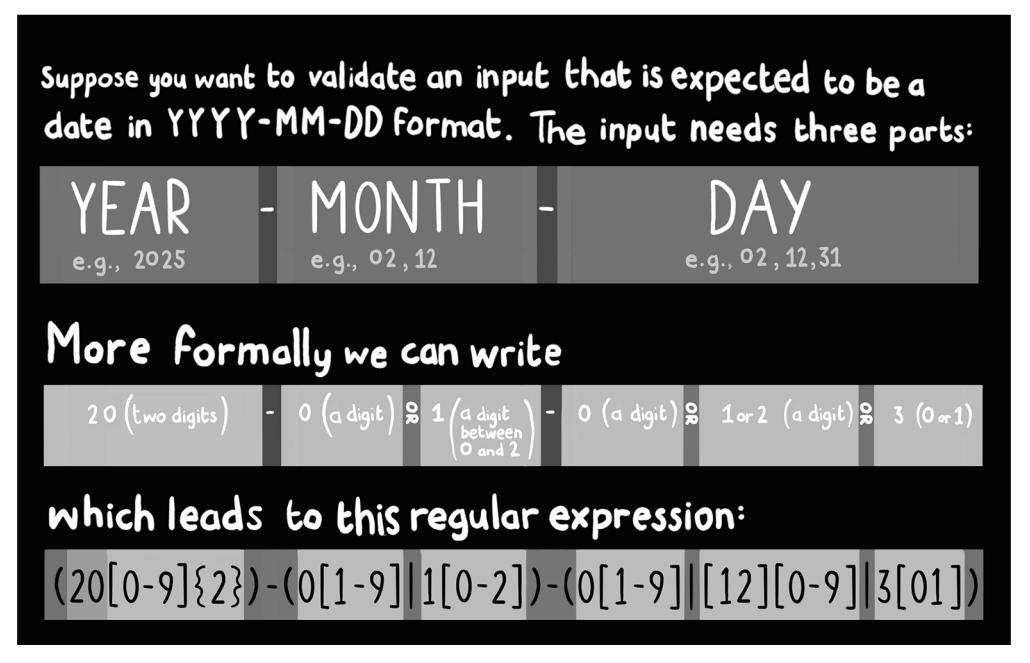 Suppose you want to validate an input that is expected to be a
date in YYYY-MM-DD format. The input needs three parts:
YEAR - MONTH - DAY
e.g., 2025 e.g., 02, 12 e.g., 02, 12, 31
More formally we can write
20 (two digits) - 0 (a digit) OR 1 (a digit between 0 and 2) - 0 (a digit) OR 1 or 2 (a digit) OR 3 (0 or 1)
which leads to this regular expression:
(20[0-9]{2})-(0[1-9]|1[0-2])-(0[1-9]|[12][0-9]|3[01])